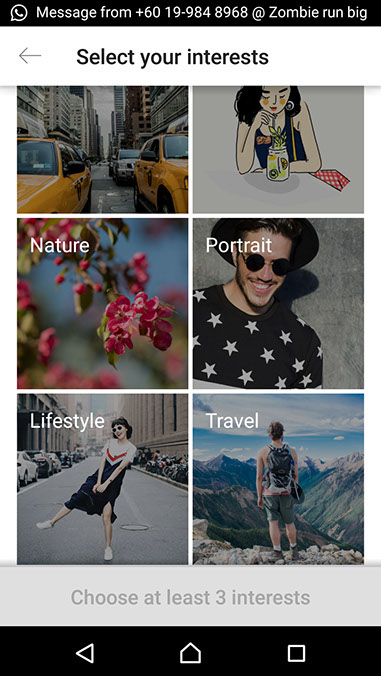 Message from +60 19-984 8968 @ Zombie run big
Select your interests
Nature
Portrait
Lifestyle
Travel
Choose at least 3 interests